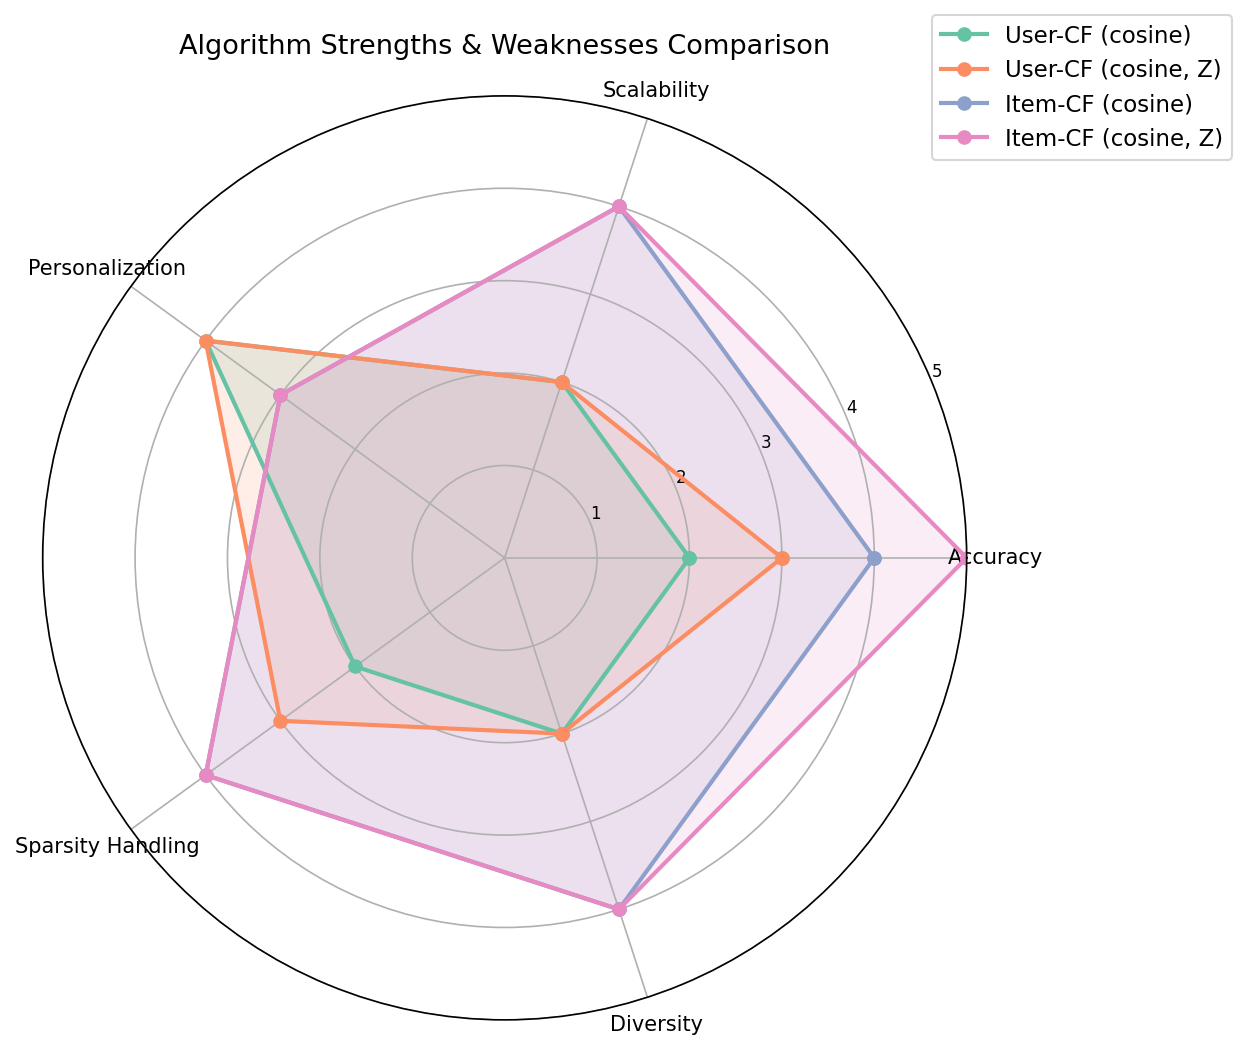 Algorithm Strengths & Weaknesses Comparison
User-CF (cosine)
User-CF (cosine, Z)
Item-CF (cosine)
Item-CF (cosine, Z)
Scalability
Personalization
5
4
3
2
1
Accuracy
Sparsity Handling
Diversity